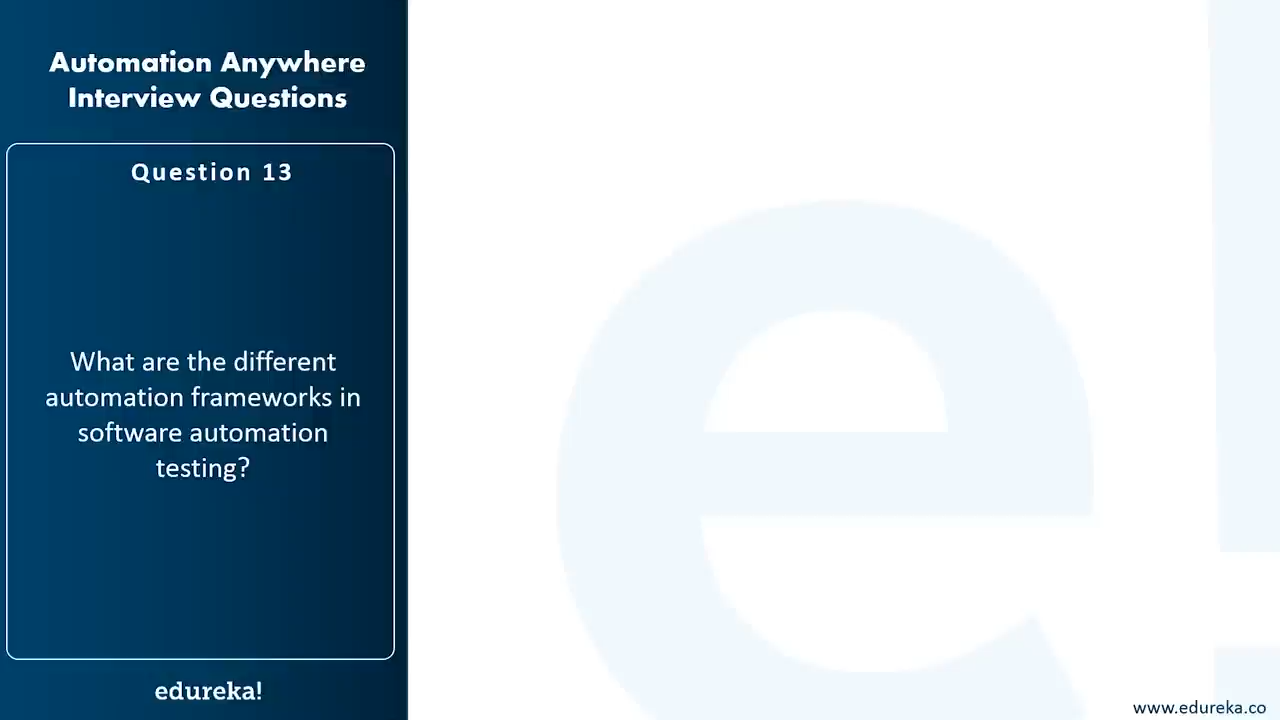 Automation Anywhere
Interview Questions
Question 13
What are the different
automation frameworks in
software automation
testing?
edureka!
www.edureka.co